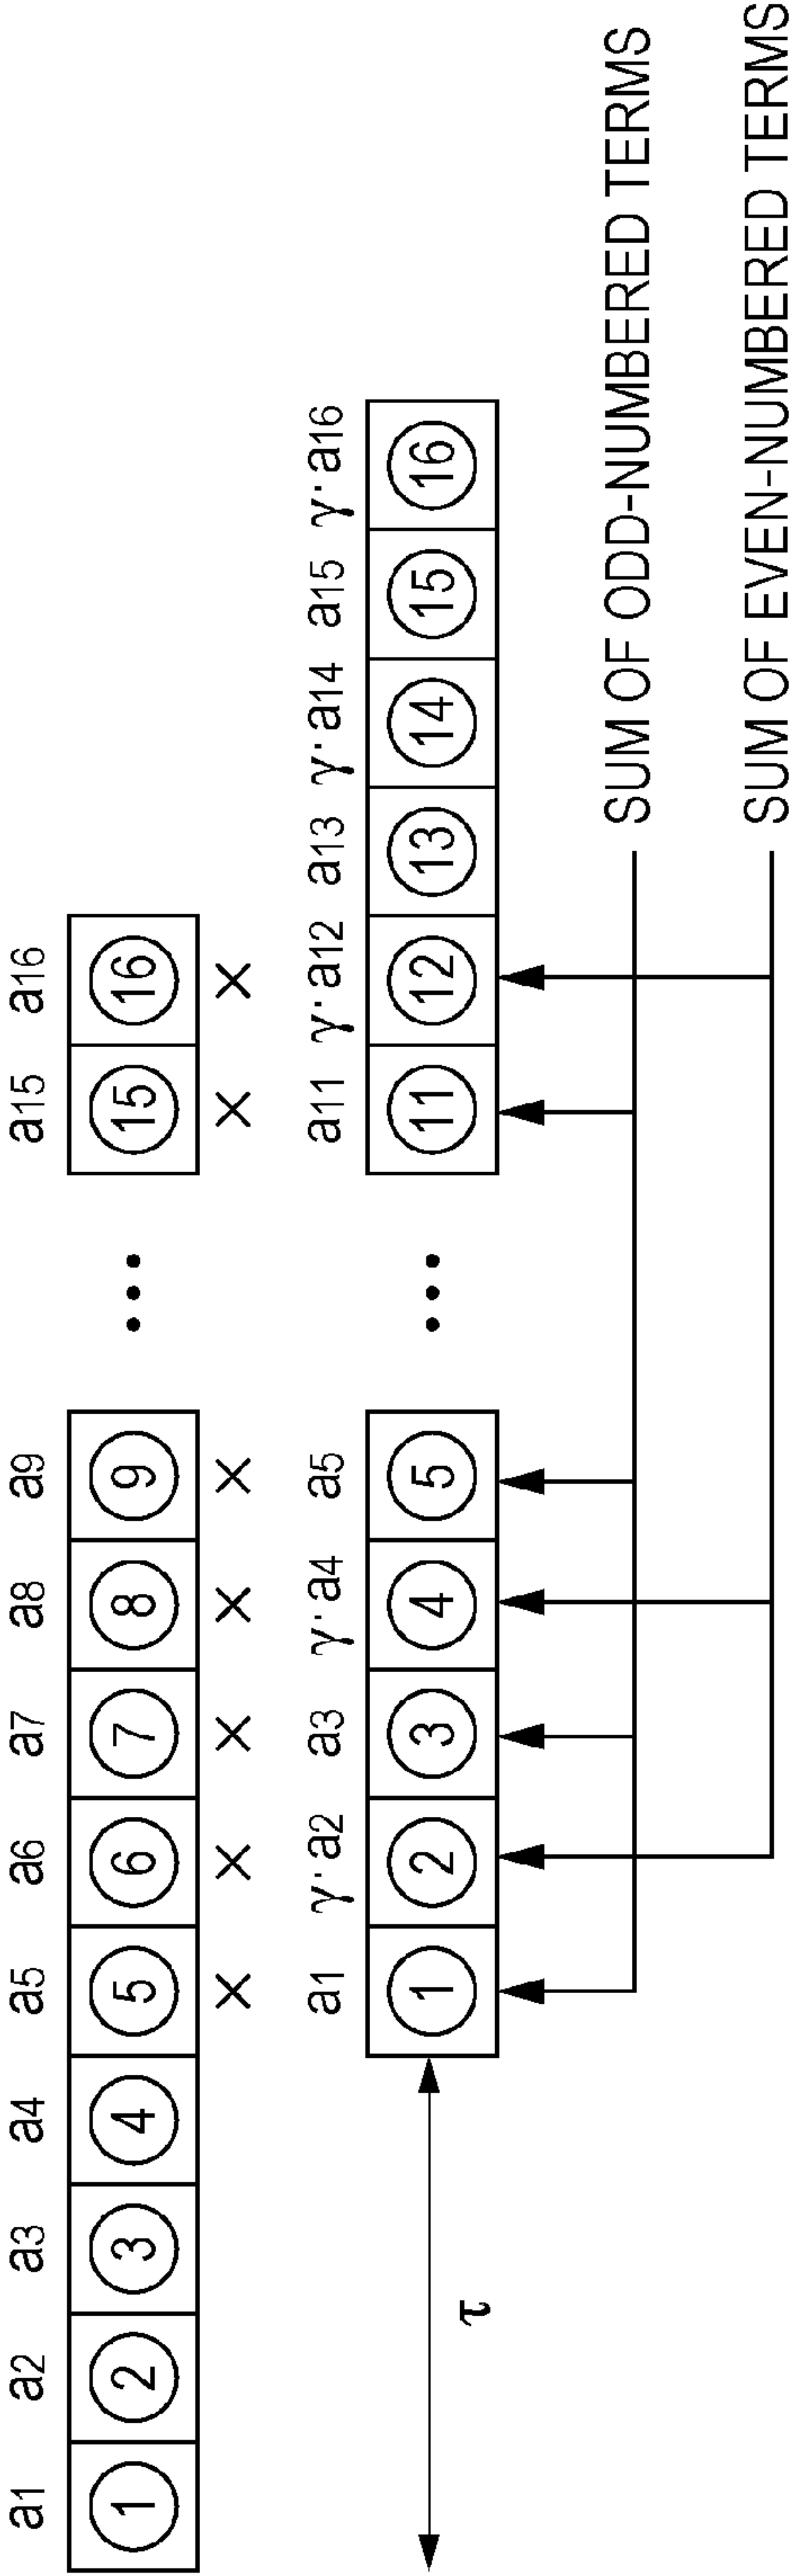 a1 a2 a3 a4 a5 a6 a7 a8 a9 a15 a16
1 2 3 4 5 6 7 8 9 ••• 15 16
× × × × × × ×
a1 γ·a2 a3 γ·a4 a5 a11 γ·a12 a13 γ·a14 a15 γ·a16
1 2 3 4 5 ••• 11 12 13 14 15 16
τ
SUM OF ODD-NUMBERED TERMS
SUM OF EVEN-NUMBERED TERMS